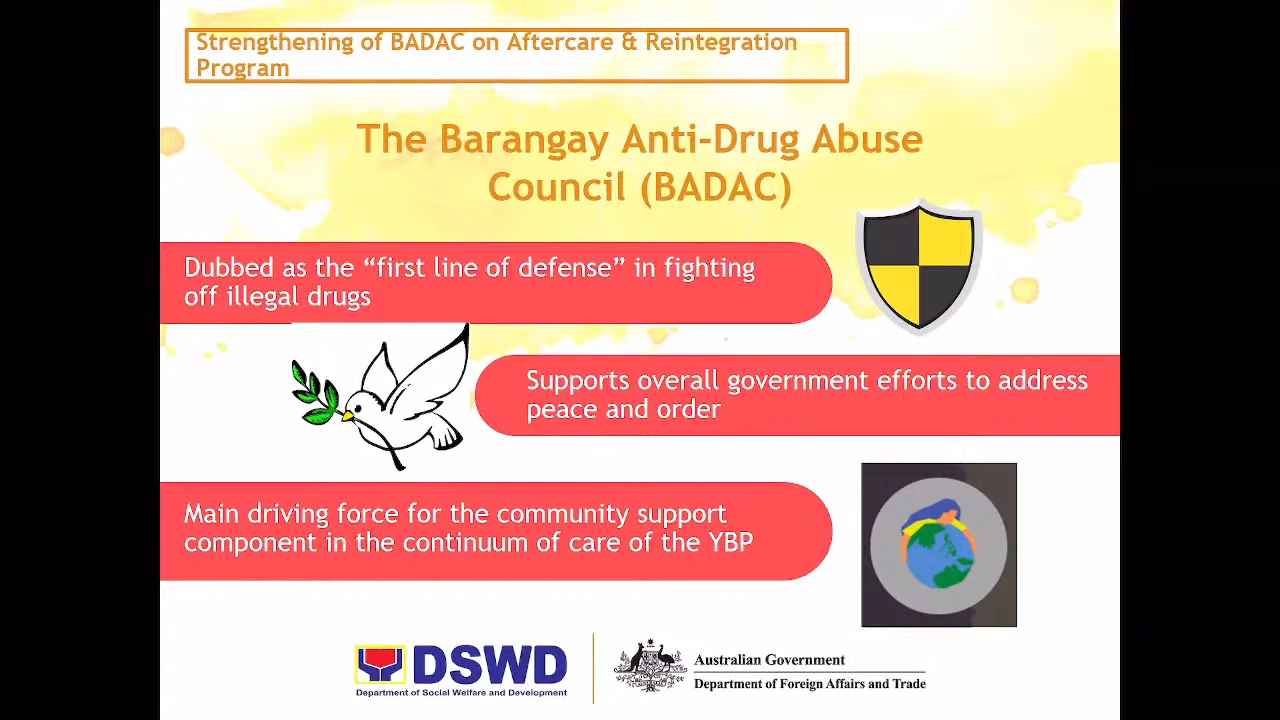 Strengthening of BADAC on Aftercare & Reintegration
Program
The Barangay Anti-Drug Abuse
Council (BADAC)
Dubbed as the “first line of defense” in fighting
off illegal drugs
Supports overall government efforts to address
peace and order
Main driving force for the community support
component in the continuum of care of the YBP
DSWD
Department of Social Welfare and Development
Australian Government
Department of Foreign Affairs and Trade